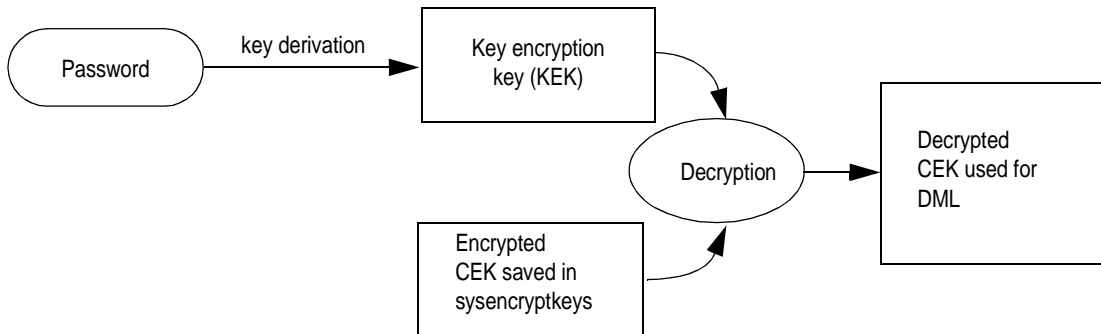 Password
key derivation
Key encryption
key (KEK)
Decryption
Encrypted
CEK saved in
sysencryptkeys
Decrypted
CEK used for
DML